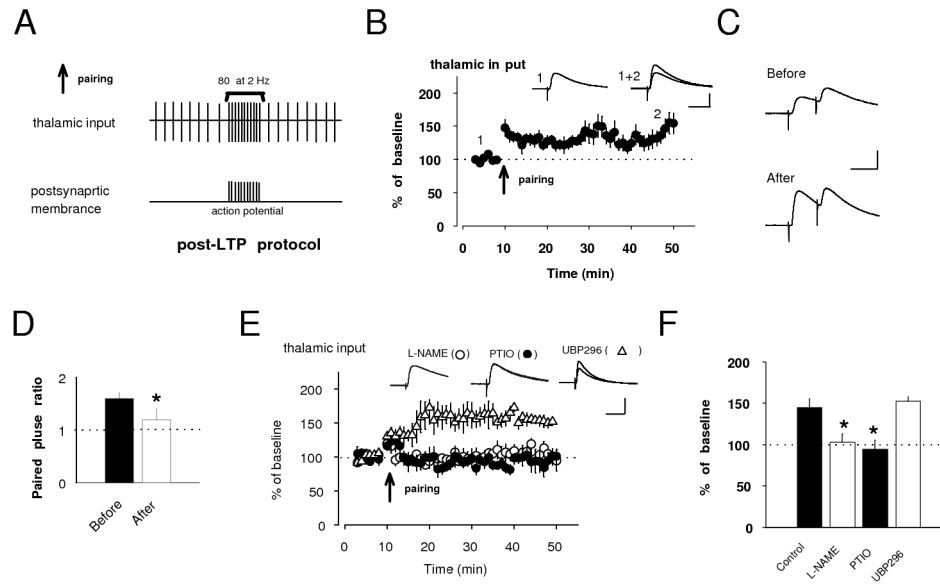 A
pairing
80 at 2 Hz
thalamic input
postsynaprtic
membrance
action potential
post-LTP protocol
B
thalamic in put
1
1+2
200
150
100
50
0
% of baseline
1
2
pairing
0 10 20 30 40 50
Time (min)
C
Before
After
D
2
1
0
Paired pluse ratio
*
Before
After
E
thalamic input
L-NAME (○)
PTIO (●)
UBP296 ( △ )
200
150
100
50
0
% of baseline
pairing
0 10 20 30 40 50
Time (min)
F
200
150
100
50
0
% of baseline
* *
Control
L-NAME
PTIO
UBP296